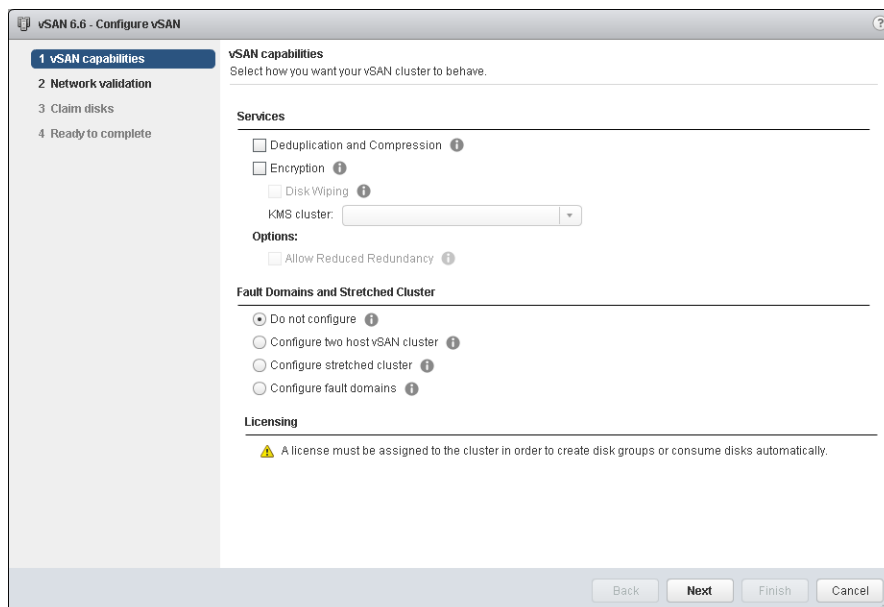 vSAN 6.6 - Configure vSAN
?
1 vSAN capabilities
2 Network validation
3 Claim disks
4 Ready to complete
vSAN capabilities
Select how you want your vSAN cluster to behave.
Services
Deduplication and Compression
Encryption
Disk Wiping
KMS cluster:
Options:
Allow Reduced Redundancy
Fault Domains and Stretched Cluster
Do not configure
Configure two host vSAN cluster
Configure stretched cluster
Configure fault domains
Licensing
A license must be assigned to the cluster in order to create disk groups or consume disks automatically.
Back Next Finish Cancel